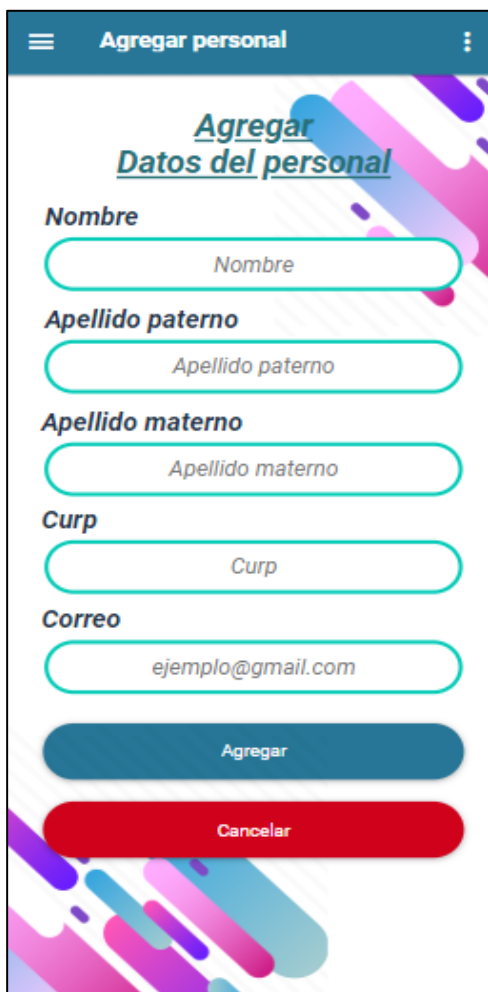 Agregar personal
Agregar
Datos del personal
Nombre
Nombre
Apellido paterno
Apellido paterno
Apellido materno
Apellido materno
Curp
Curp
Correo
ejemplo@gmail.com
Agregar
Cancelar